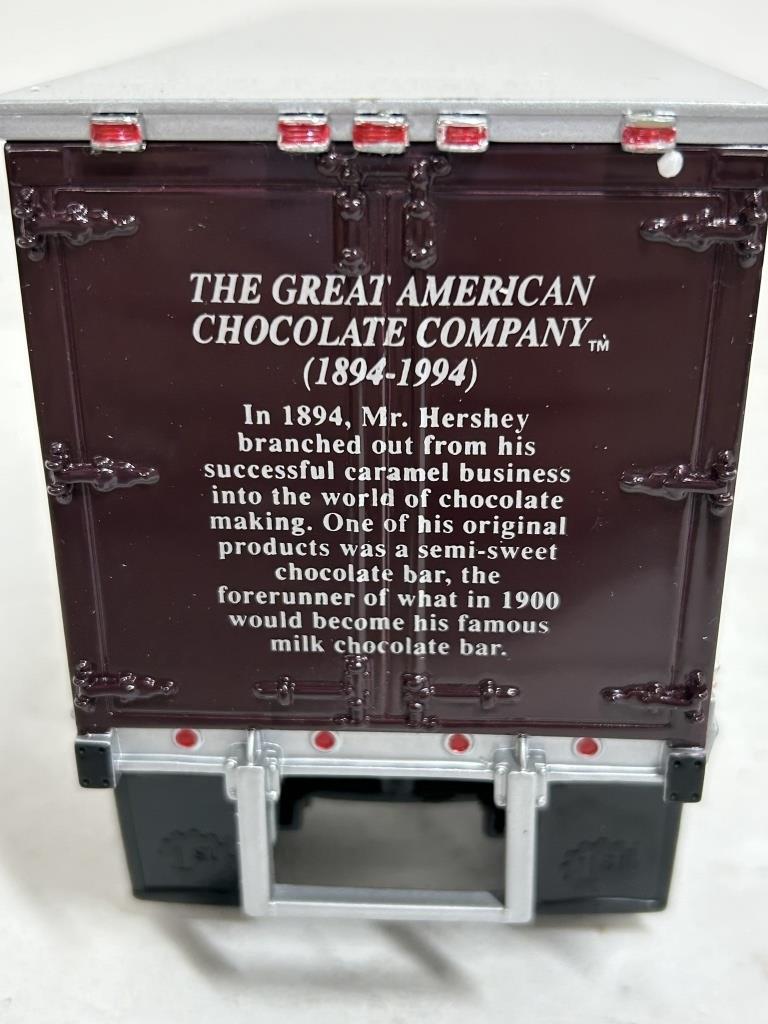 THE GREAT AMERICAN
CHOCOLATE COMPANY™
(1894-1994)
In 1894, Mr. Hershey
branched out from his
successful caramel business
into the world of chocolate
making. One of his original
products was a semi-sweet
chocolate bar, the
forerunner of what in 1900
would become his famous
milk chocolate bar.
1st 1st